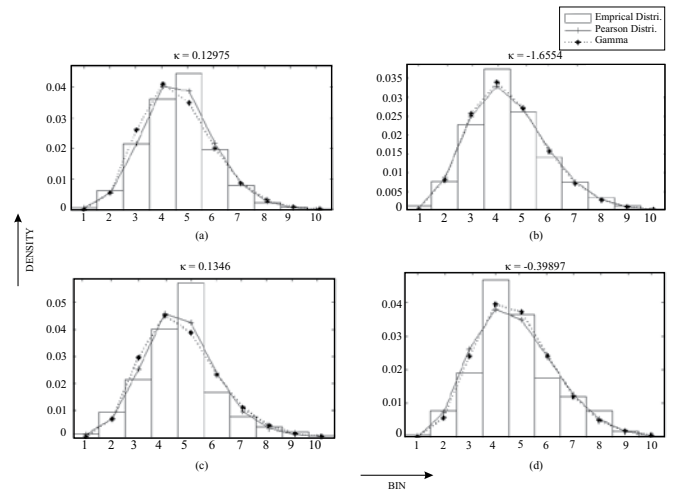 Emprical Distri.
Pearson Distri.
Gamma
κ = 0.12975
0.04
0.03
0.02
0.01
0
1 2 3 4 5 6 7 8 9 10
(a)
κ = -1.6554
0.035
0.03
0.025
0.02
0.015
0.01
0.005
0
1 2 3 4 5 6 7 8 9 10
(b)
DENSITY
κ = 0.1346
0.05
0.04
0.03
0.02
0.01
0
1 2 3 4 5 6 7 8 9 10
(c)
κ = -0.39897
0.04
0.03
0.02
0.01
0
1 2 3 4 5 6 7 8 9 10
(d)
BIN